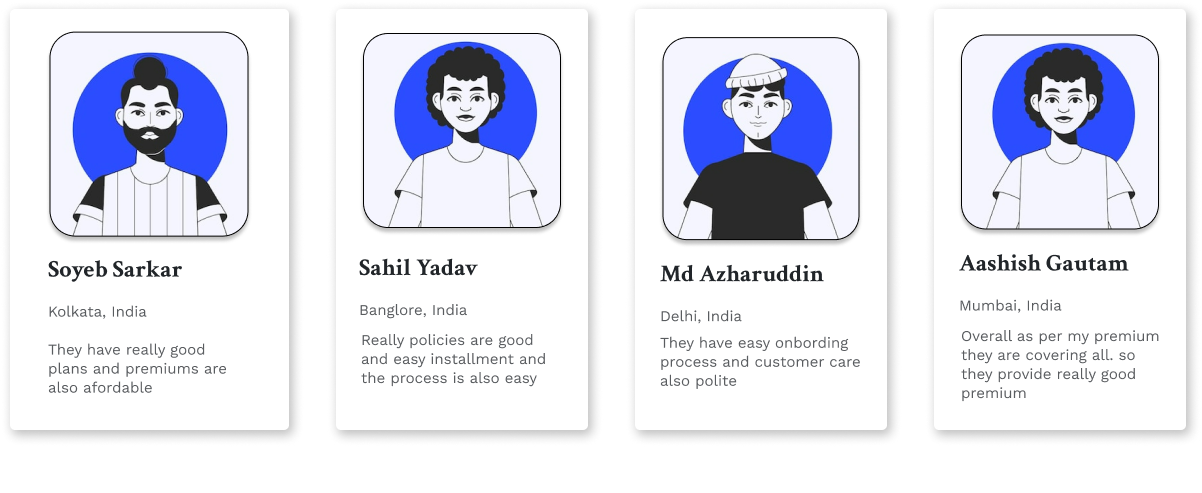 Soyeb Sarkar
Kolkata, India
They have really good
plans and premiums are
also afordable
Sahil Yadav
Banglore, India
Really policies are good
and easy installment and
the process is also easy
Md Azharuddin
Delhi, India
They have easy onbording
process and customer care
also polite
Aashish Gautam
Mumbai, India
Overall as per my premium
they are covering all. so
they provide really good
premium